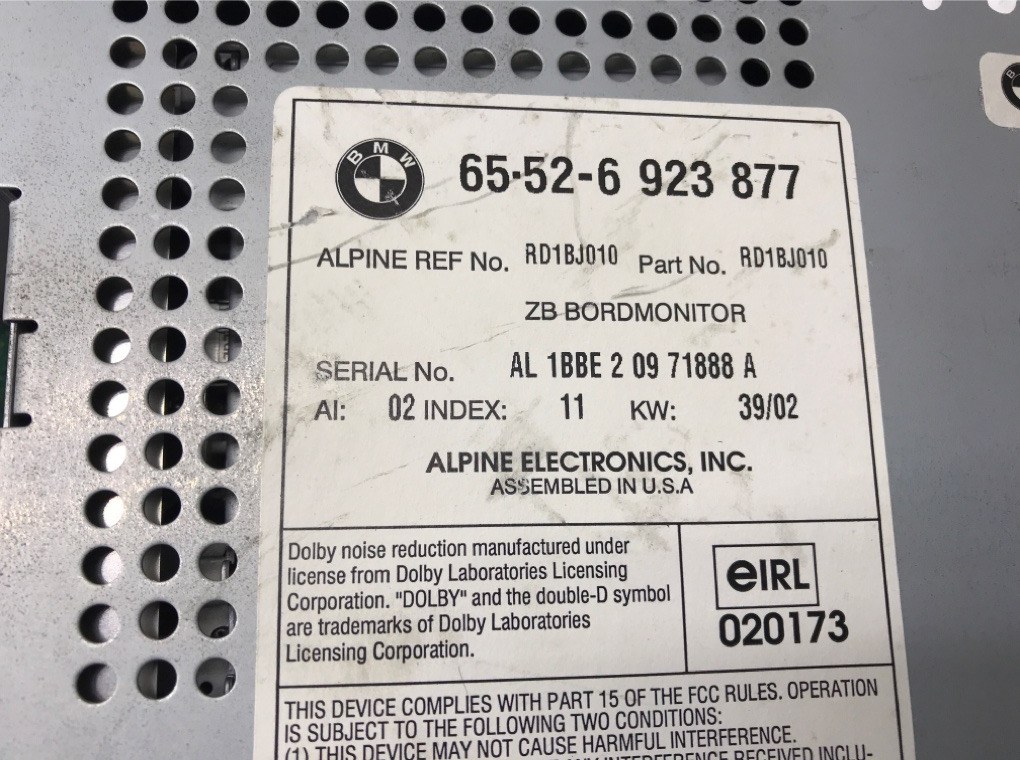 BMW
65·52-6 923 877
ALPINE REF No. RD1BJ010 Part No. RD1BJ010
ZB BORDMONITOR
SERIAL No. AL 1BBE 2 09 71888 A
AI: 02 INDEX: 11 KW: 39/02
ALPINE ELECTRONICS, INC.
ASSEMBLED IN U.S.A
Dolby noise reduction manufactured under
license from Dolby Laboratories Licensing
Corporation. "DOLBY" and the double-D symbol
are trademarks of Dolby Laboratories
Licensing Corporation.
eIRL
020173
THIS DEVICE COMPLIES WITH PART 15 OF THE FCC RULES. OPERATION
IS SUBJECT TO THE FOLLOWING TWO CONDITIONS:
(1) THIS DEVICE MAY NOT CAUSE HARMFUL INTERFERENCE.
INTERFERENCE RECEIVED INCLU-